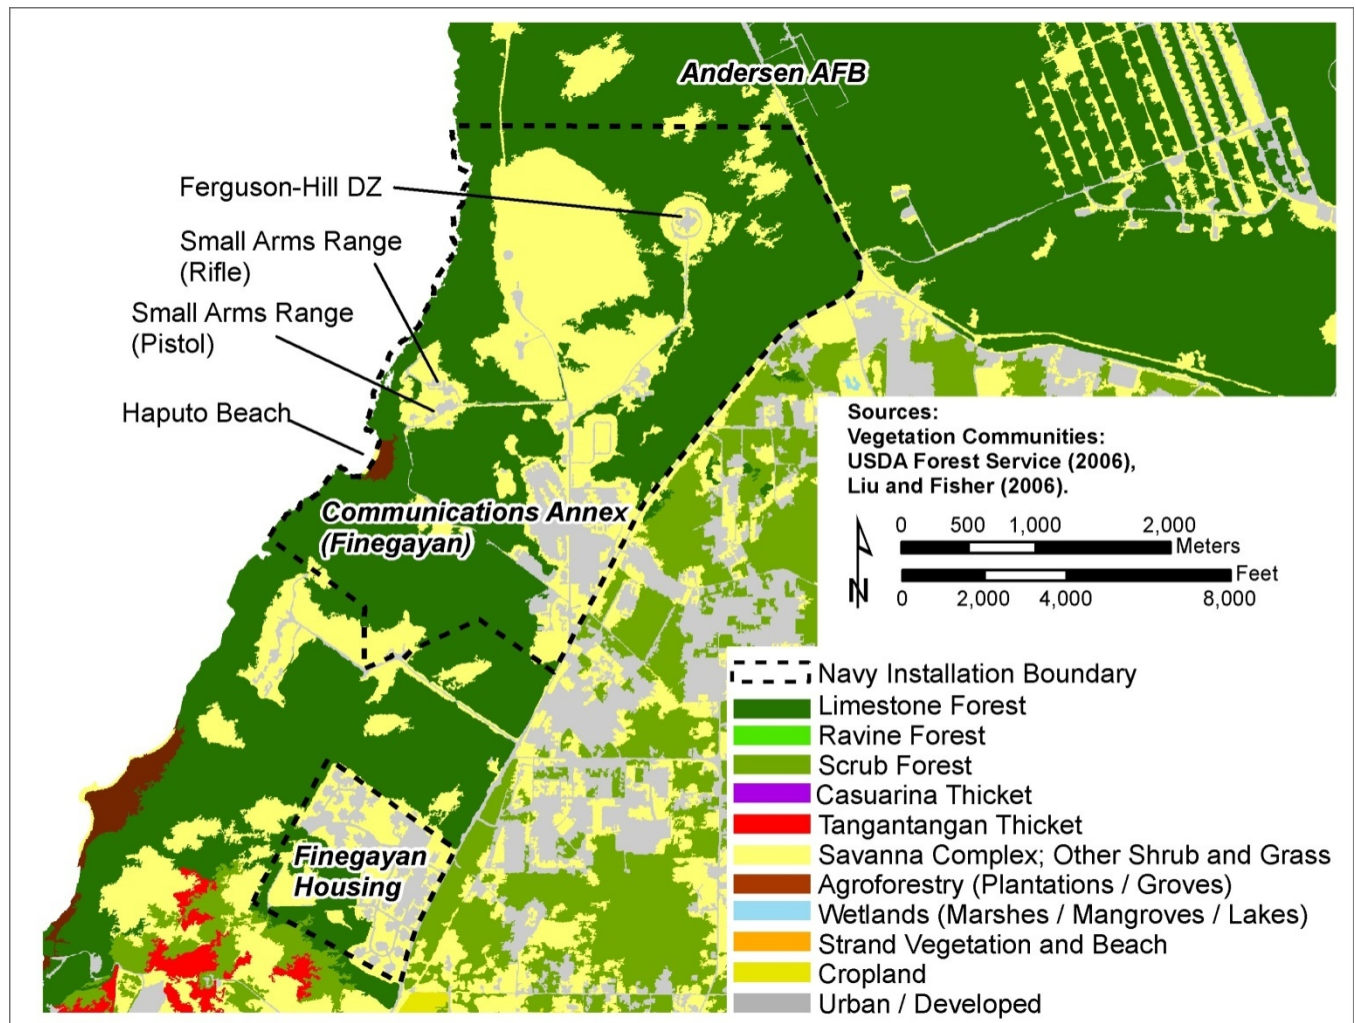 Andersen AFB
Ferguson-Hill DZ
Small Arms Range
(Rifle)
Small Arms Range
(Pistol)
Haputo Beach
Communications Annex
(Finegayan)
Finegayan
Housing
Sources:
Vegetation Communities:
USDA Forest Service (2006),
Liu and Fisher (2006).
0 500 1,000 2,000
Meters
Feet
0 2,000 4,000 8,000
N
Navy Installation Boundary
Limestone Forest
Ravine Forest
Scrub Forest
Casuarina Thicket
Tangantangan Thicket
Savanna Complex; Other Shrub and Grass
Agroforestry (Plantations / Groves)
Wetlands (Marshes / Mangroves / Lakes)
Strand Vegetation and Beach
Cropland
Urban / Developed